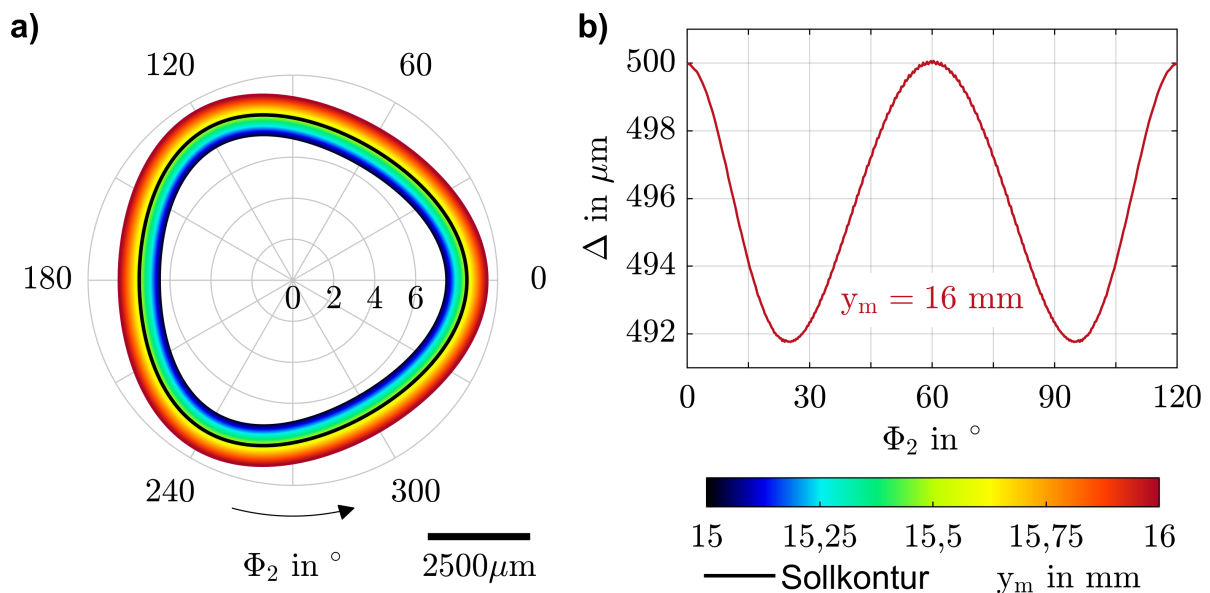 a)
120
60
180
0
0 2 4 6
240
300
Φ₂ in °
2500μm
b)
500
498
496
494
492
Δ in μm
yₘ = 16 mm
0 30 60 90 120
Φ₂ in °
15 15,25 15,5 15,75 16
Sollkontur yₘ in mm